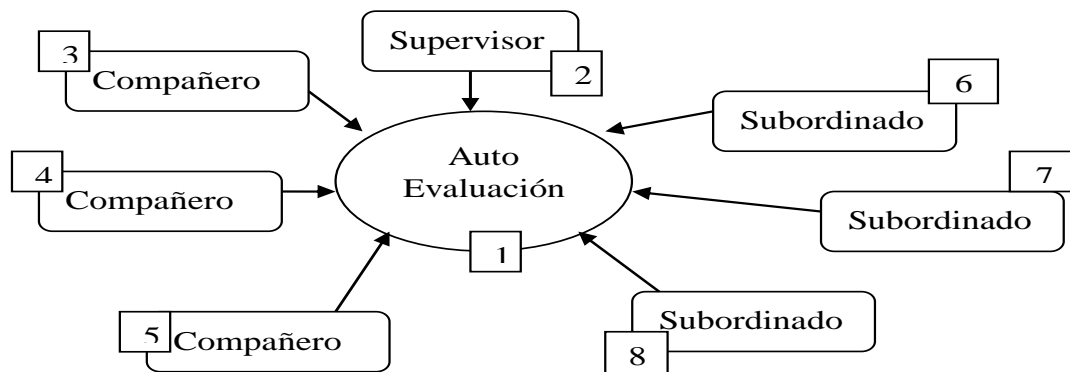 3
Compañero
Supervisor
2
6
Subordinado
4
Compañero
Auto
Evaluación
7
Subordinado
1
5
Compañero
Subordinado
8